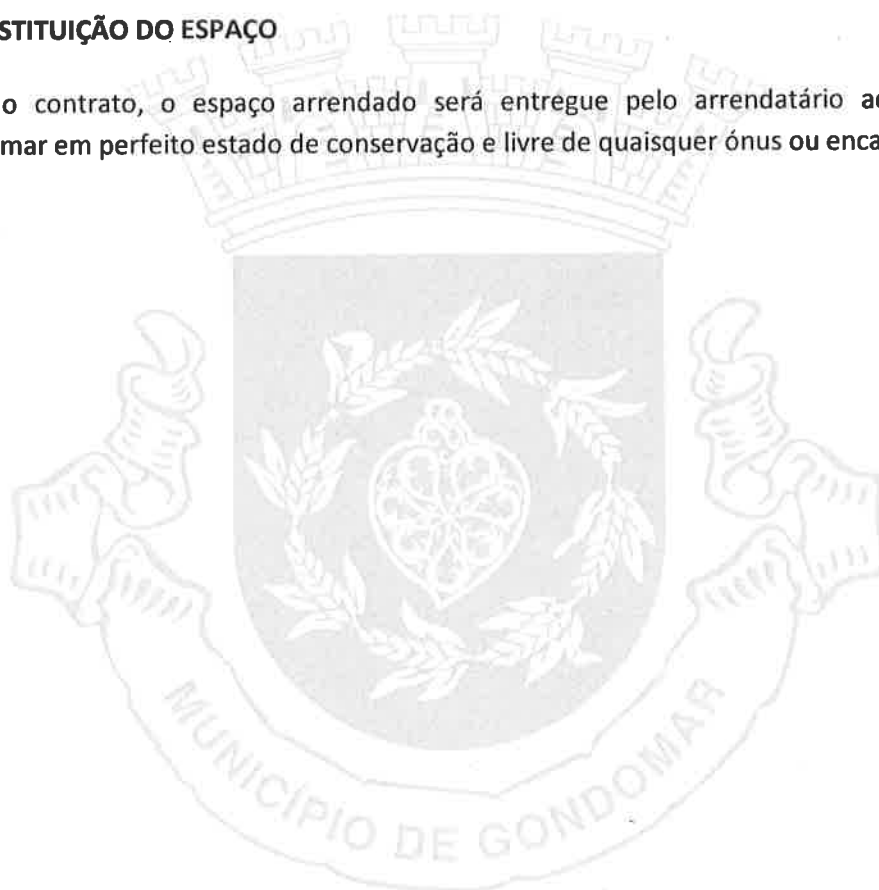 STITUIÇÃO DO ESPAÇO
o contrato, o espaço arrendado será entregue pelo arrendatário a
mar em perfeito estado de conservação e livre de quaisquer ónus ou enca
MUNICÍPIO DE GONDOMAR